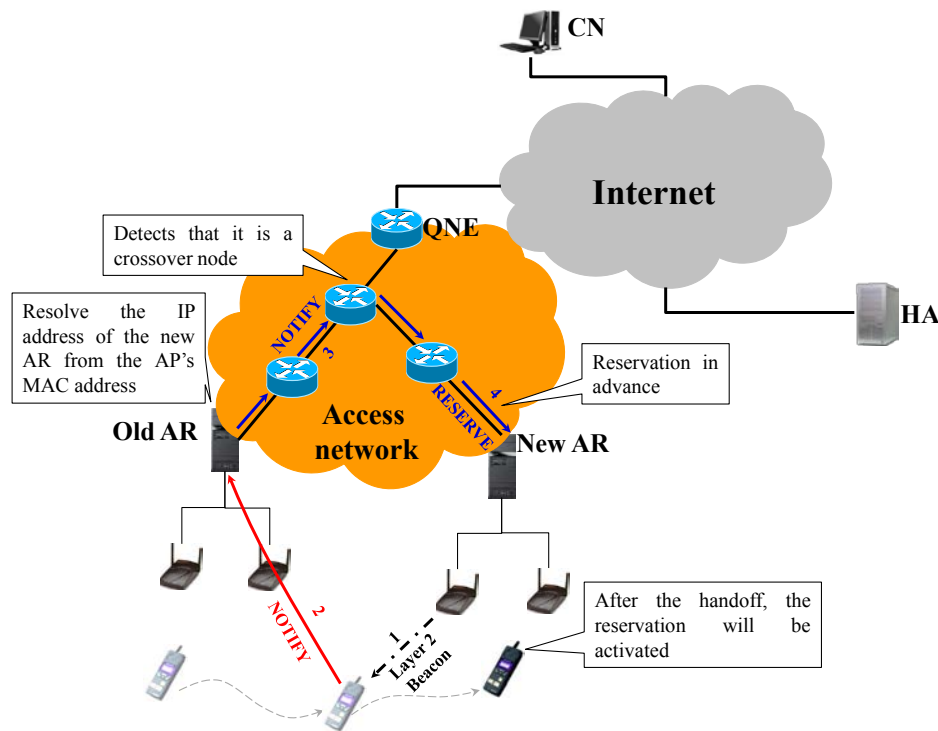 CN
Internet
QNE
Detects that it is a
crossover node
HA
Resolve the IP
address of the new
AR from the AP's
MAC address
NOTIFY
3
Reservation in
advance
4
RESERVE
Access
network
Old AR
New AR
2
NOTIFY
1
Layer 2
Beacon
After the handoff, the
reservation will be
activated